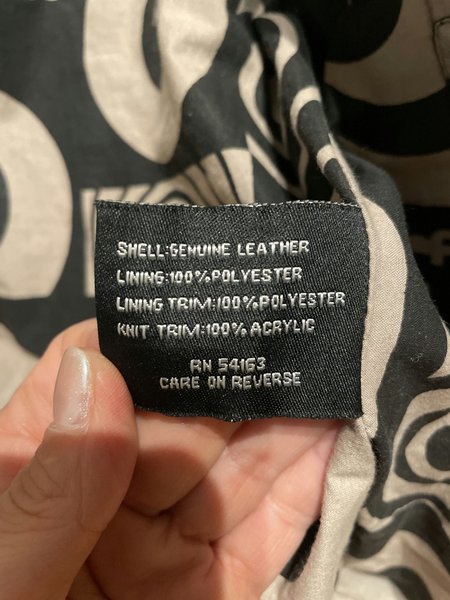 SHELL:GENUINE LEATHER
LINING:100%POLYESTER
LINING TRIM:100%POLYESTER
KNIT TRIM:100%ACRYLIC
RN 54163
CARE ON REVERSE